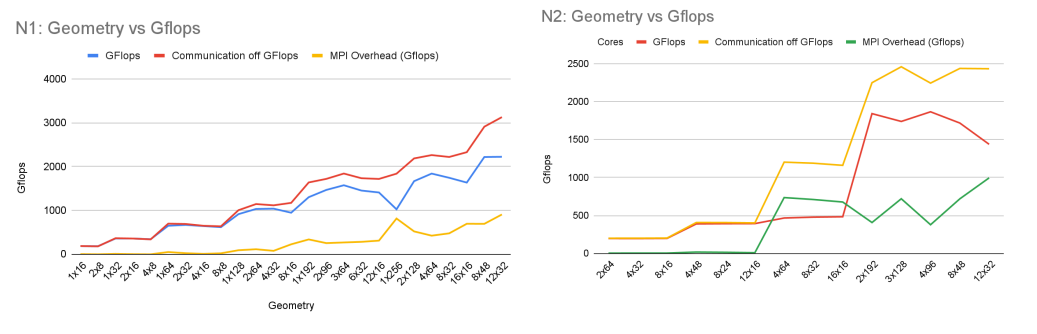 N1: Geometry vs Gflops
GFlops Communication off GFlops MPI Overhead (Gflops)
Gflops
4000
3000
2000
1000
0
1x16 2x8 1x32 2x16 4x8 1x64 2x32 4x16 8x8 1x128 2x64 4x32 8x16 1x192 2x96 3x64 6x32 12x16 1x256 2x128 4x64 8x32 16x16 8x48 12x32
Geometry
N2: Geometry vs Gflops
Cores GFlops Communication off GFlops MPI Overhead (Gflops)
Gflops
2500
2000
1500
1000
500
0
2x64 4x32 8x16 4x48 8x24 12x16 4x64 8x32 16x16 2x192 3x128 4x96 8x48 12x32